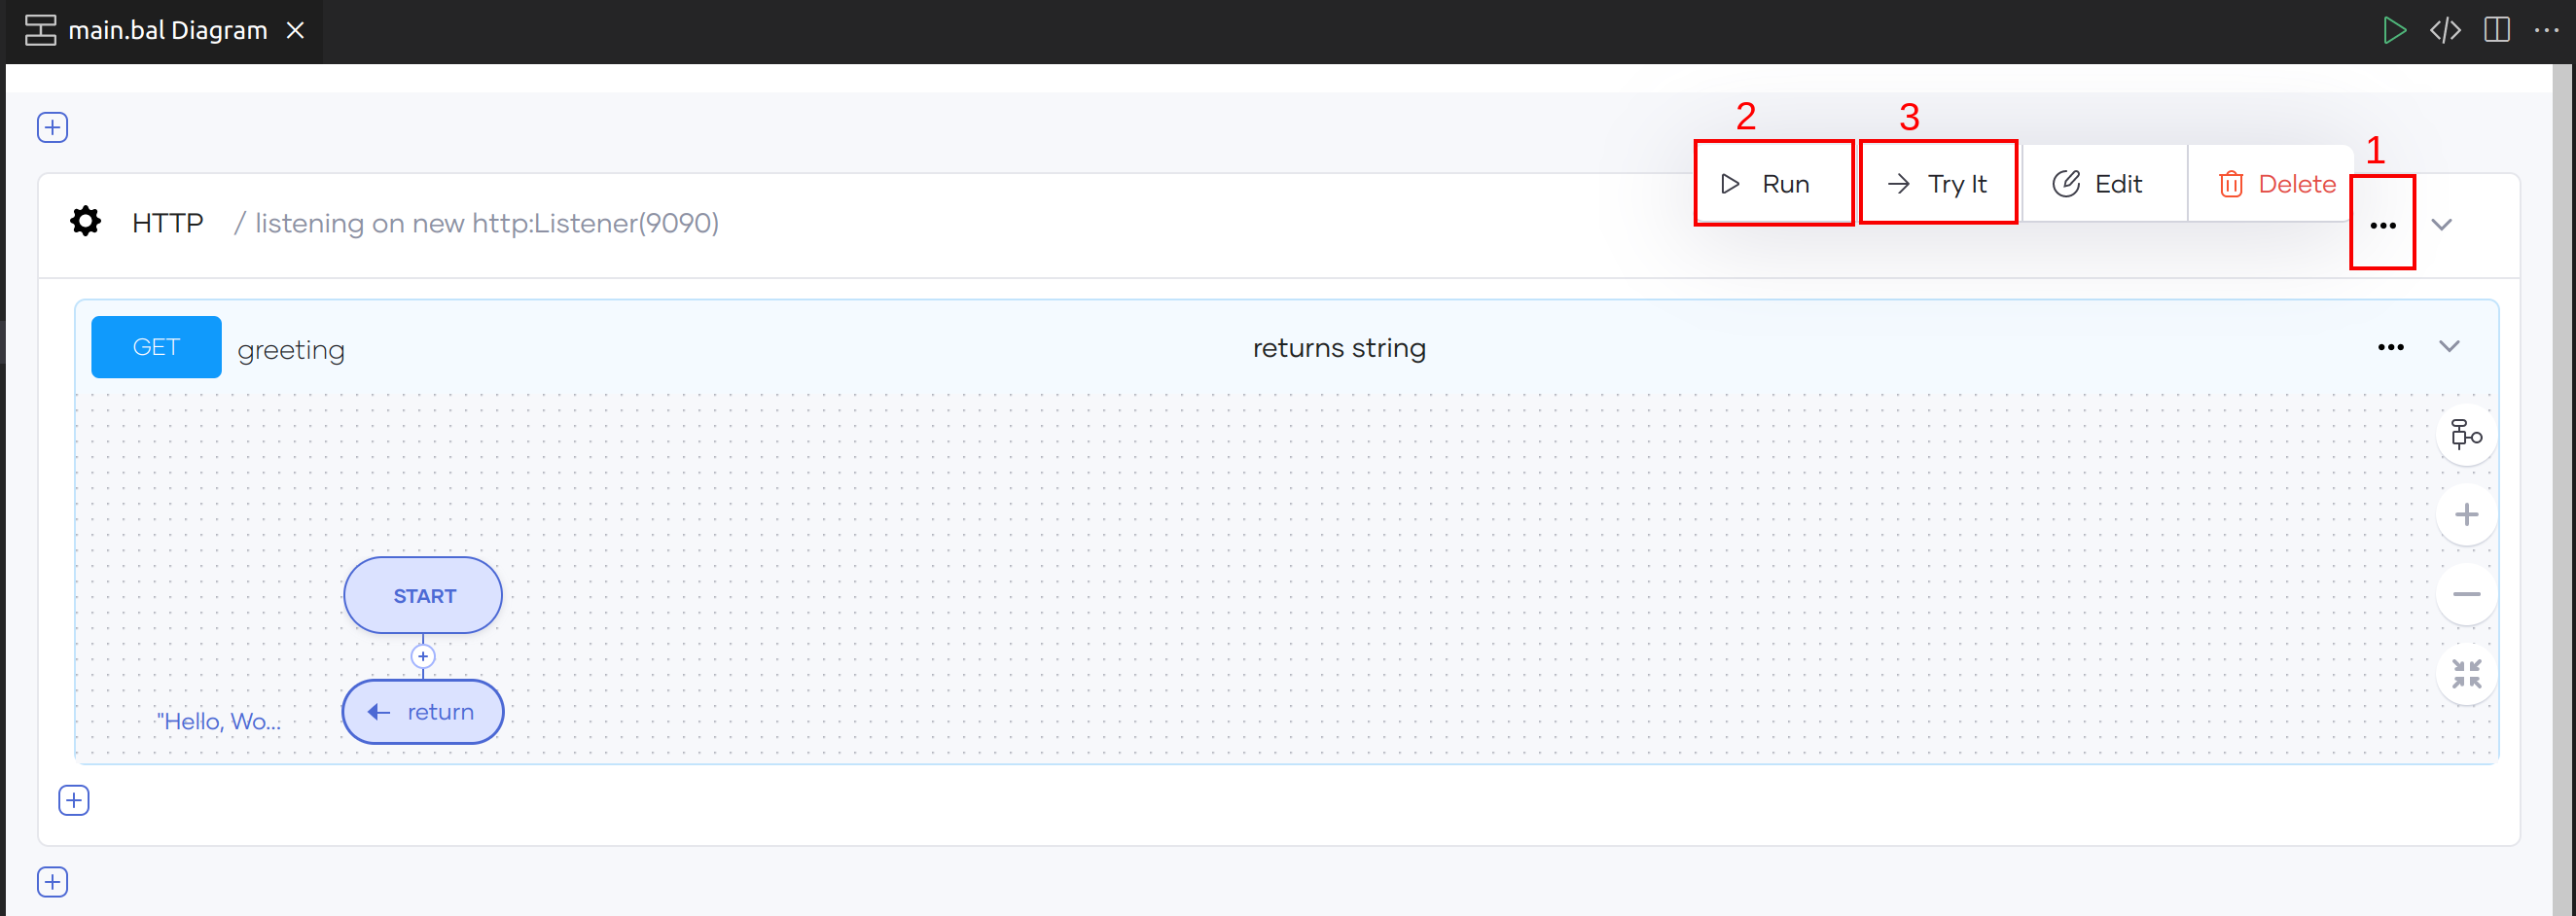 main.bal Diagram
2
3
1
Run
Try It
Edit
Delete
HTTP / listening on new http:Listener(9090)
GET greeting returns string
START
"Hello, Wo... return